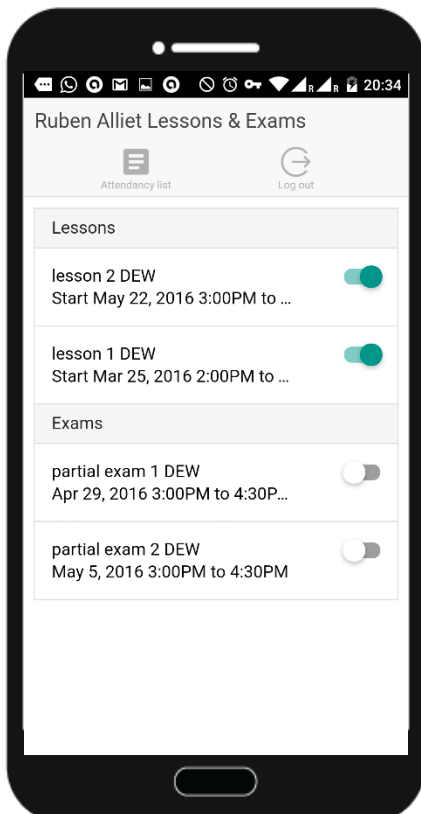 R R 20:34
Ruben Alliet Lessons & Exams
Attendancy list Log out
Lessons
lesson 2 DEW
Start May 22, 2016 3:00PM to ...
lesson 1 DEW
Start Mar 25, 2016 2:00PM to ...
Exams
partial exam 1 DEW
Apr 29, 2016 3:00PM to 4:30P...
partial exam 2 DEW
May 5, 2016 3:00PM to 4:30PM